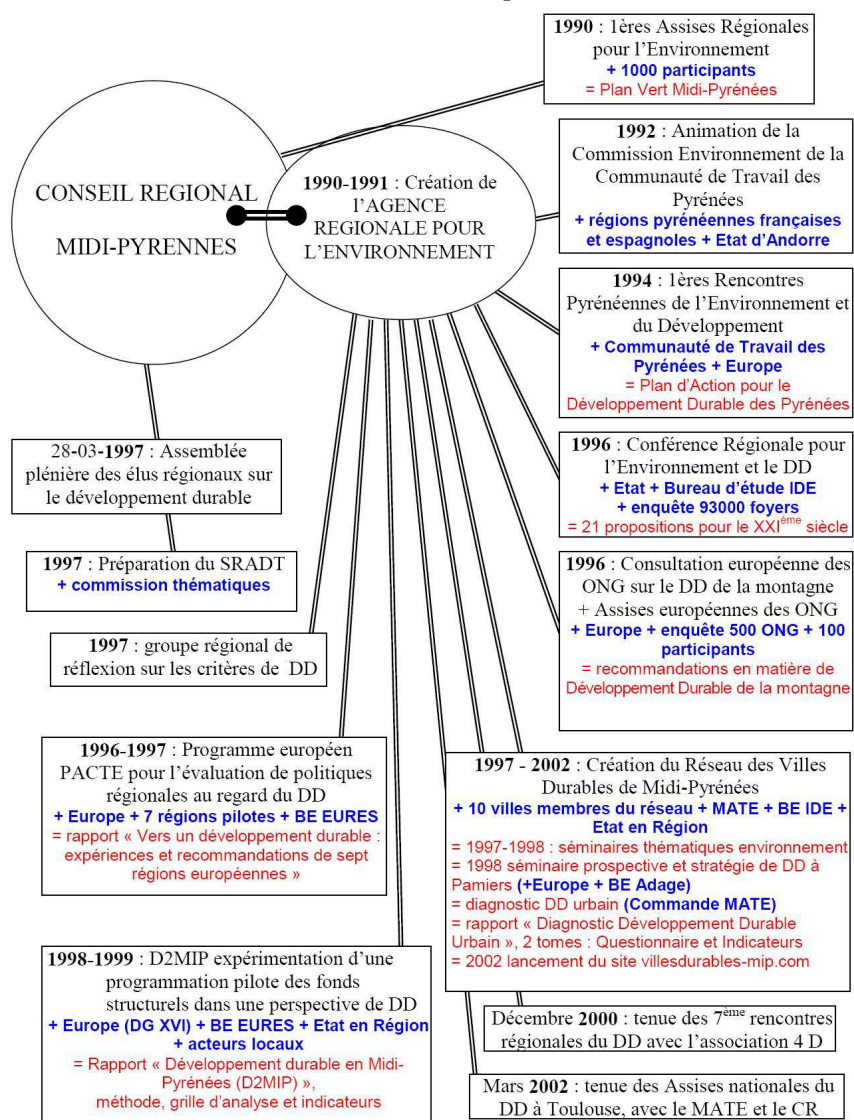 1990 : 1ères Assises Régionales
pour l'Environnement
+ 1000 participants
= Plan Vert Midi-Pyrénées
CONSEIL REGIONAL
MIDI-PYRENNES
1990-1991 : Création de
l'AGENCE
REGIONALE POUR
L'ENVIRONNEMENT
1992 : Animation de la
Commission Environnement de la
Communauté de Travail des
Pyrénées
+ régions pyrénéennes françaises
et espagnoles + Etat d'Andorre
1994 : 1ères Rencontres
Pyrénéennes de l'Environnement et
du Développement
+ Communauté de Travail des
Pyrénées + Europe
= Plan d'Action pour le
Développement Durable des Pyrénées
28-03-1997 : Assemblée
plénière des élus régionaux sur
le développement durable
1996 : Conférence Régionale pour
l'Environnement et le DD
+ Etat + Bureau d'étude IDE
+ enquête 93000 foyers
= 21 propositions pour le XXIème siècle
1997 : Préparation du SRADT
+ commission thématiques
1996 : Consultation européenne des
ONG sur le DD de la montagne
+ Assises européennes des ONG
+ Europe + enquête 500 ONG + 100
participants
= recommandations en matière de
Développement Durable de la montagne
1997 : groupe régional de
réflexion sur les critères de DD
1996-1997 : Programme européen
PACTE pour l'évaluation de politiques
régionales au regard du DD
+ Europe + 7 régions pilotes + BE EURES
= rapport « Vers un développement durable :
expériences et recommandations de sept
régions européennes »
1997 - 2002 : Création du Réseau des Villes
Durables de Midi-Pyrénées
+ 10 villes membres du réseau + MATE + BE IDE +
Etat en Région
= 1997-1998 : séminaires thématiques environnement
= 1998 séminaire prospective et stratégie de DD à
Pamiers (+Europe + BE Adage)
= diagnostic DD urbain (Commande MATE)
= rapport « Diagnostic Développement Durable
Urbain », 2 tomes : Questionnaire et Indicateurs
= 2002 lancement du site villesdurables-mip.com
1998-1999 : D2MIP expérimentation d'une
programmation pilote des fonds
structurels dans une perspective de DD
+ Europe (DG XVI) + BE EURES + Etat en Région
+ acteurs locaux
= Rapport « Développement durable en Midi-
Pyrénées (D2MIP) »,
méthode, grille d'analyse et indicateurs
Décembre 2000 : tenue des 7ème rencontres
régionales du DD avec l'association 4 D
Mars 2002 : tenue des Assises nationales du
DD à Toulouse, avec le MATE et le CR